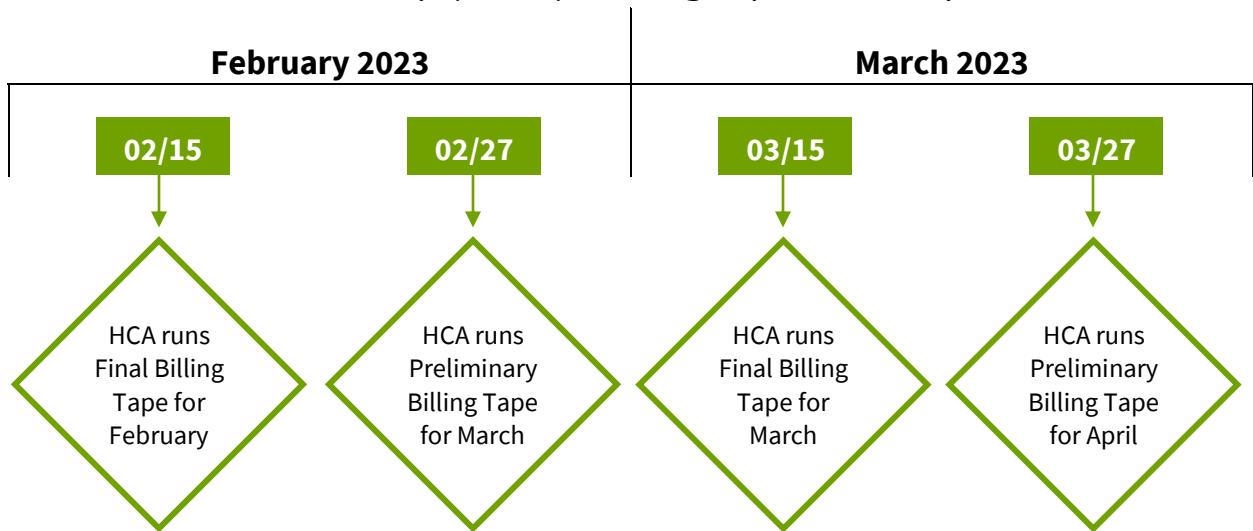 February 2023
March 2023
02/15
02/27
03/15
03/27
HCA runs
Final Billing
Tape for
February
HCA runs
Preliminary
Billing Tape
for March
HCA runs
Final Billing
Tape for
March
HCA runs
Preliminary
Billing Tape
for April